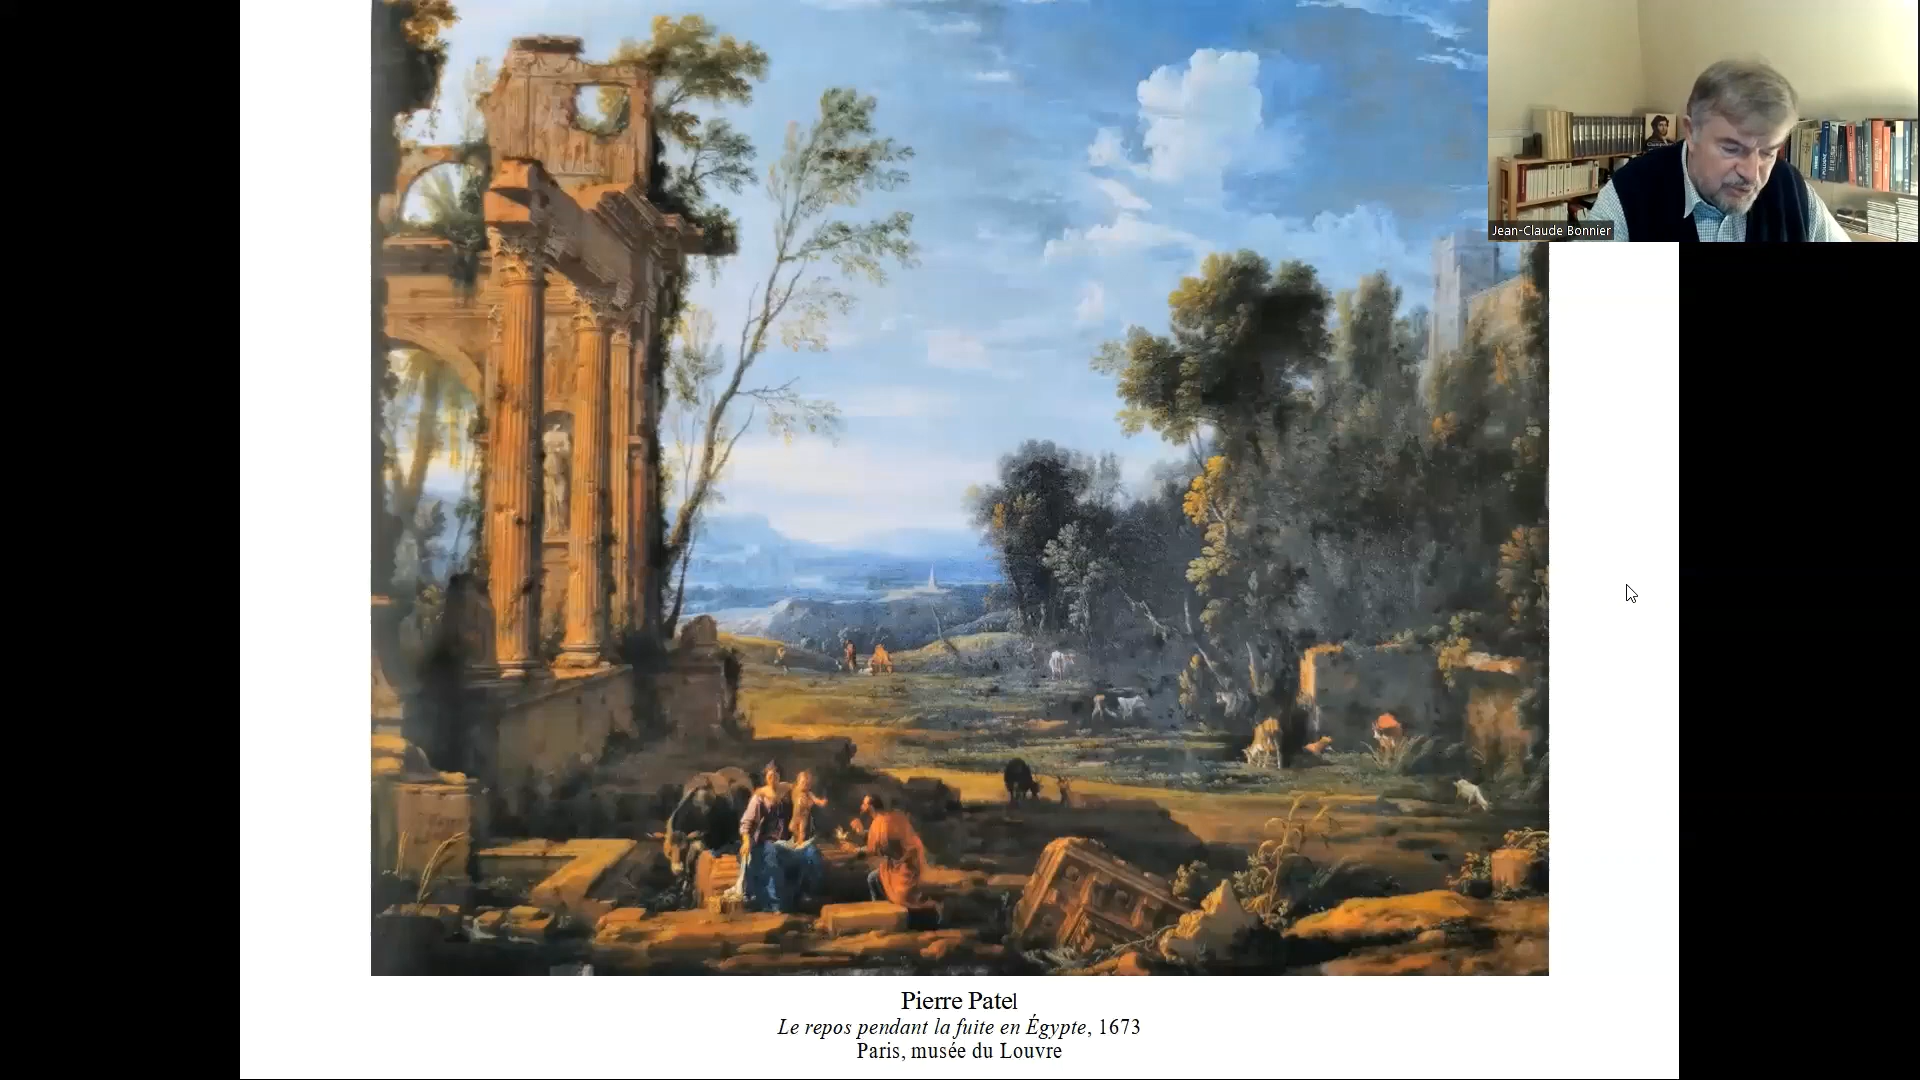 Jean-Claude Bonnier
Pierre Patel
Le repos pendant la fuite en Égypte, 1673
Paris, musée du Louvre